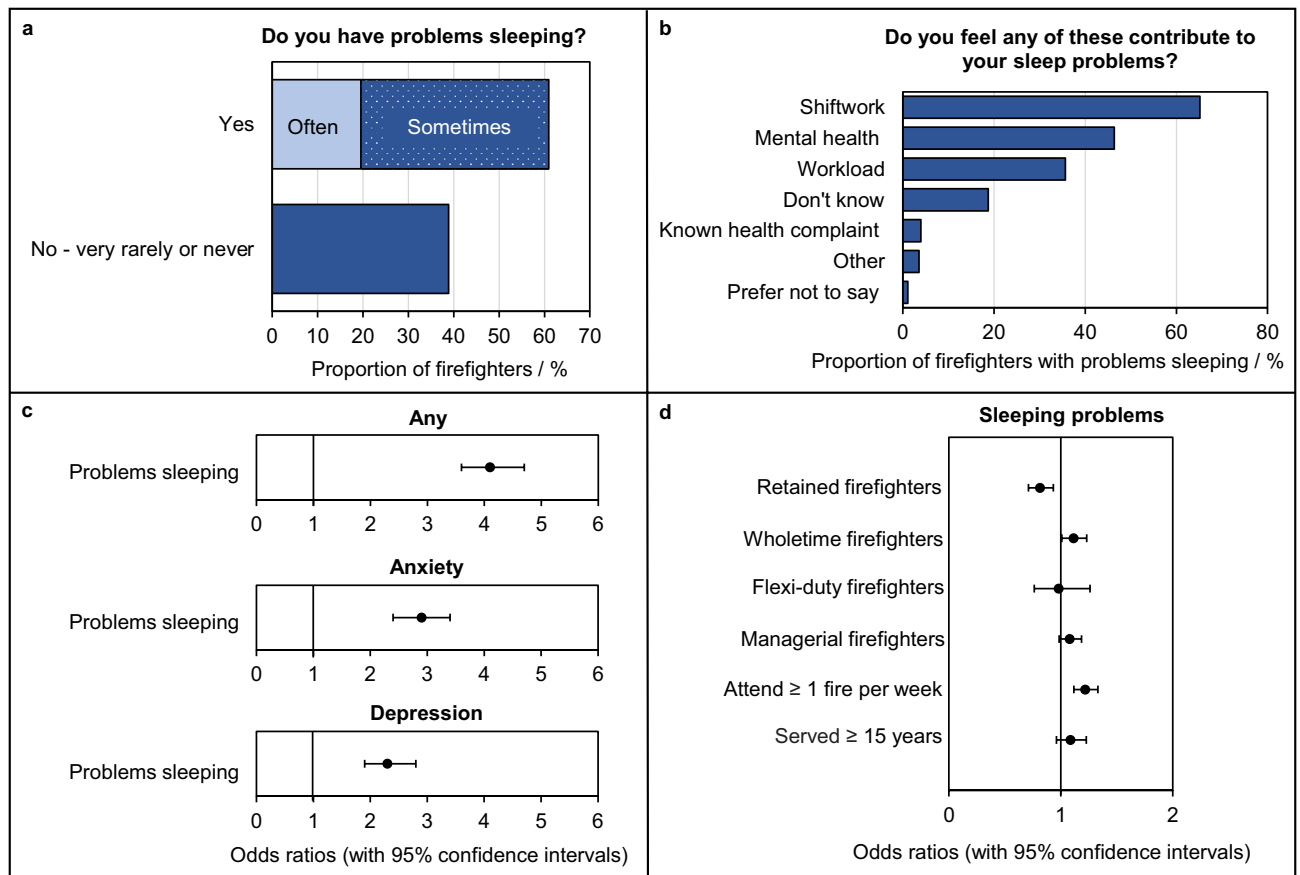 a
Do you have problems sleeping?
Yes
Often
Sometimes
No - very rarely or never
0 10 20 30 40 50 60 70
Proportion of firefighters / %
b
Do you feel any of these contribute to
your sleep problems?
Shiftwork
Mental health
Workload
Don't know
Known health complaint
Other
Prefer not to say
0 20 40 60 80
Proportion of firefighters with problems sleeping / %
c
Any
Problems sleeping
0 1 2 3 4 5 6
Anxiety
Problems sleeping
0 1 2 3 4 5 6
Depression
Problems sleeping
0 1 2 3 4 5 6
Odds ratios (with 95% confidence intervals)
d
Sleeping problems
Retained firefighters
Wholetime firefighters
Flexi-duty firefighters
Managerial firefighters
Attend ≥ 1 fire per week
Served ≥ 15 years
0 1 2
Odds ratios (with 95% confidence intervals)